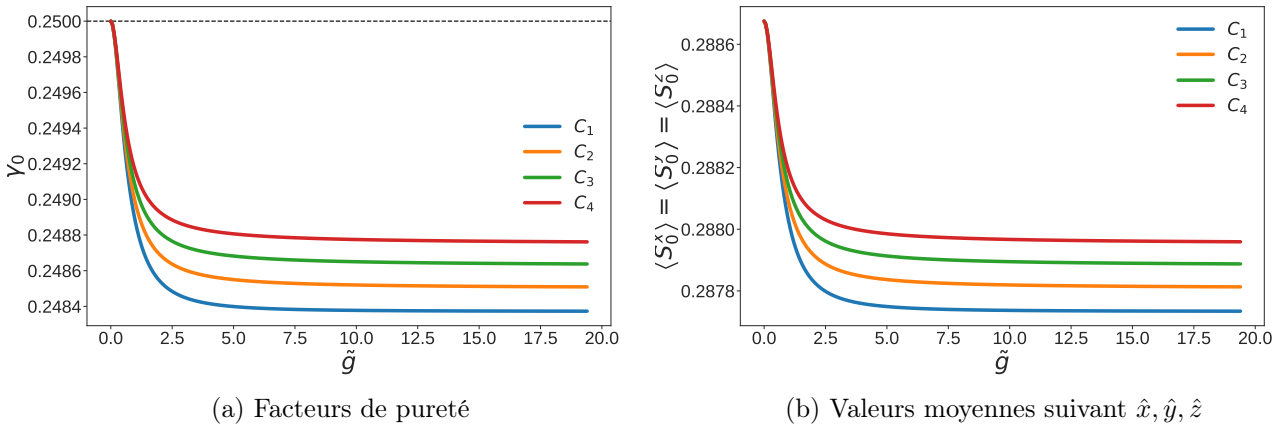 0.2500
0.2498
0.2496
0.2494
0.2492
0.2490
0.2488
0.2486
0.2484
γ₀
C₁
C₂
C₃
C₄
0.0 2.5 5.0 7.5 10.0 12.5 15.0 17.5 20.0
g̃
(a) Facteurs de pureté
0.2886
0.2884
0.2882
0.2880
0.2878
⟨S₀ˣ⟩ = ⟨S₀ʸ⟩ = ⟨S₀ᶻ⟩
C₁
C₂
C₃
C₄
0.0 2.5 5.0 7.5 10.0 12.5 15.0 17.5 20.0
g̃
(b) Valeurs moyennes suivant x̂, ŷ, ẑ